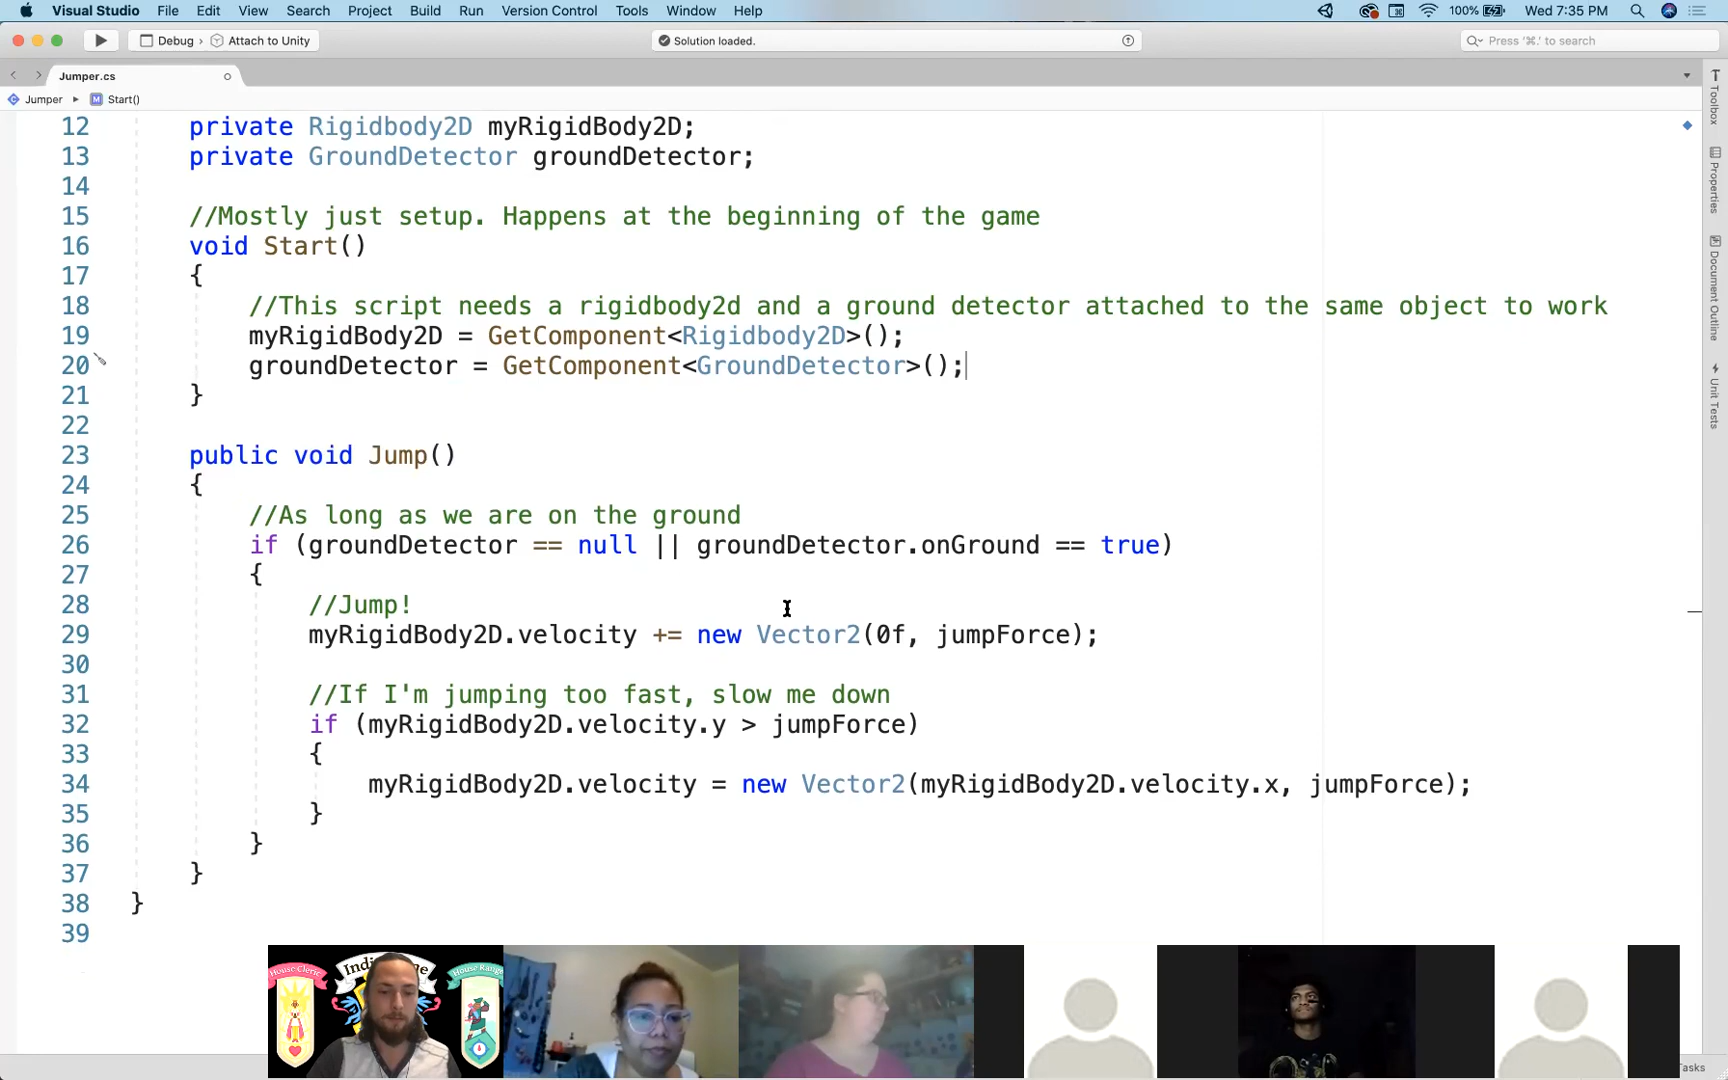 Visual Studio File Edit View Search Project Build Run Version Control Tools Window Help 100% Wed 7:35 PM
Debug › Attach to Unity Solution loaded. Press '⌘.' to search
Jumper.cs
Jumper ▸ M Start()
Toolbox
Properties
Document Outline
Unit Tests
12 private Rigidbody2D myRigidBody2D;
13 private GroundDetector groundDetector;
14
15 //Mostly just setup. Happens at the beginning of the game
16 void Start()
17 {
18 //This script needs a rigidbody2d and a ground detector attached to the same object to work
19 myRigidBody2D = GetComponent<Rigidbody2D>();
20 groundDetector = GetComponent<GroundDetector>();
21 }
22
23 public void Jump()
24 {
25 //As long as we are on the ground
26 if (groundDetector == null || groundDetector.onGround == true)
27 {
28 //Jump!
29 myRigidBody2D.velocity += new Vector2(0f, jumpForce);
30
31 //If I'm jumping too fast, slow me down
32 if (myRigidBody2D.velocity.y > jumpForce)
33 {
34 myRigidBody2D.velocity = new Vector2(myRigidBody2D.velocity.x, jumpForce);
35 }
36 }
37 }
38 }
39
House Cleric
Tasks